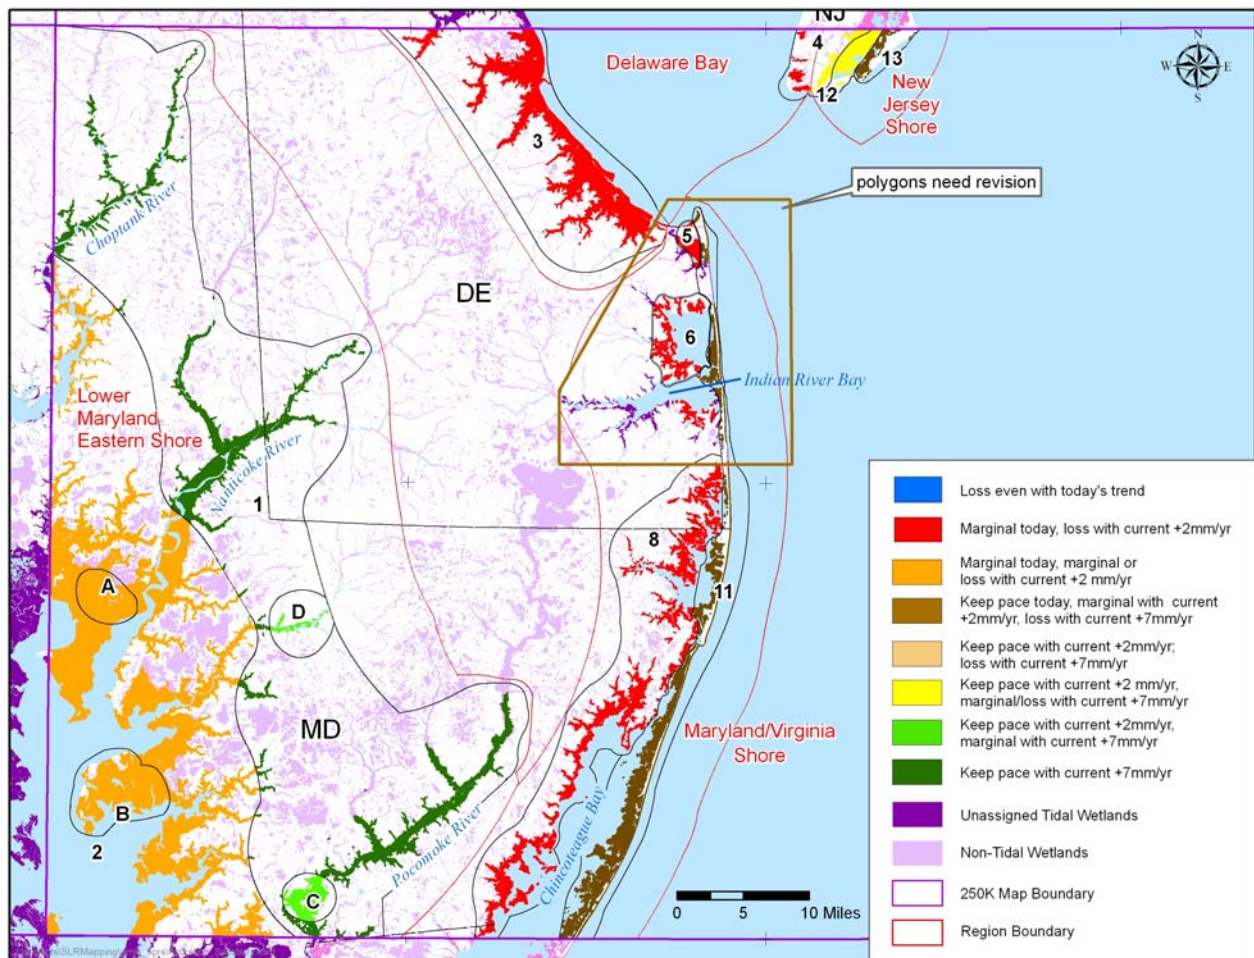 NJ
4
13
12
Delaware Bay
New
Jersey
Shore
N
W
E
S
3
polygons need revision
Choptank River
5
DE
6
Indian River Bay
Lower
Maryland
Eastern Shore
Nanticoke River
1
8
A
11
D
MD
Maryland/Virginia
Shore
B
2
C
Pocomoke River
Chincoteague Bay
0
5
10 Miles
Loss even with today's trend
Marginal today, loss with current +2mm/yr
Marginal today, marginal or
loss with current +2 mm/yr
Keep pace today, marginal with current
+2mm/yr, loss with current +7mm/yr
Keep pace with current +2mm/yr;
loss with current +7mm/yr
Keep pace with current +2 mm/yr,
marginal/loss with current +7mm/yr
Keep pace with current +2mm/yr,
marginal with current +7mm/yr
Keep pace with current +7mm/yr
Unassigned Tidal Wetlands
Non-Tidal Wetlands
250K Map Boundary
Region Boundary